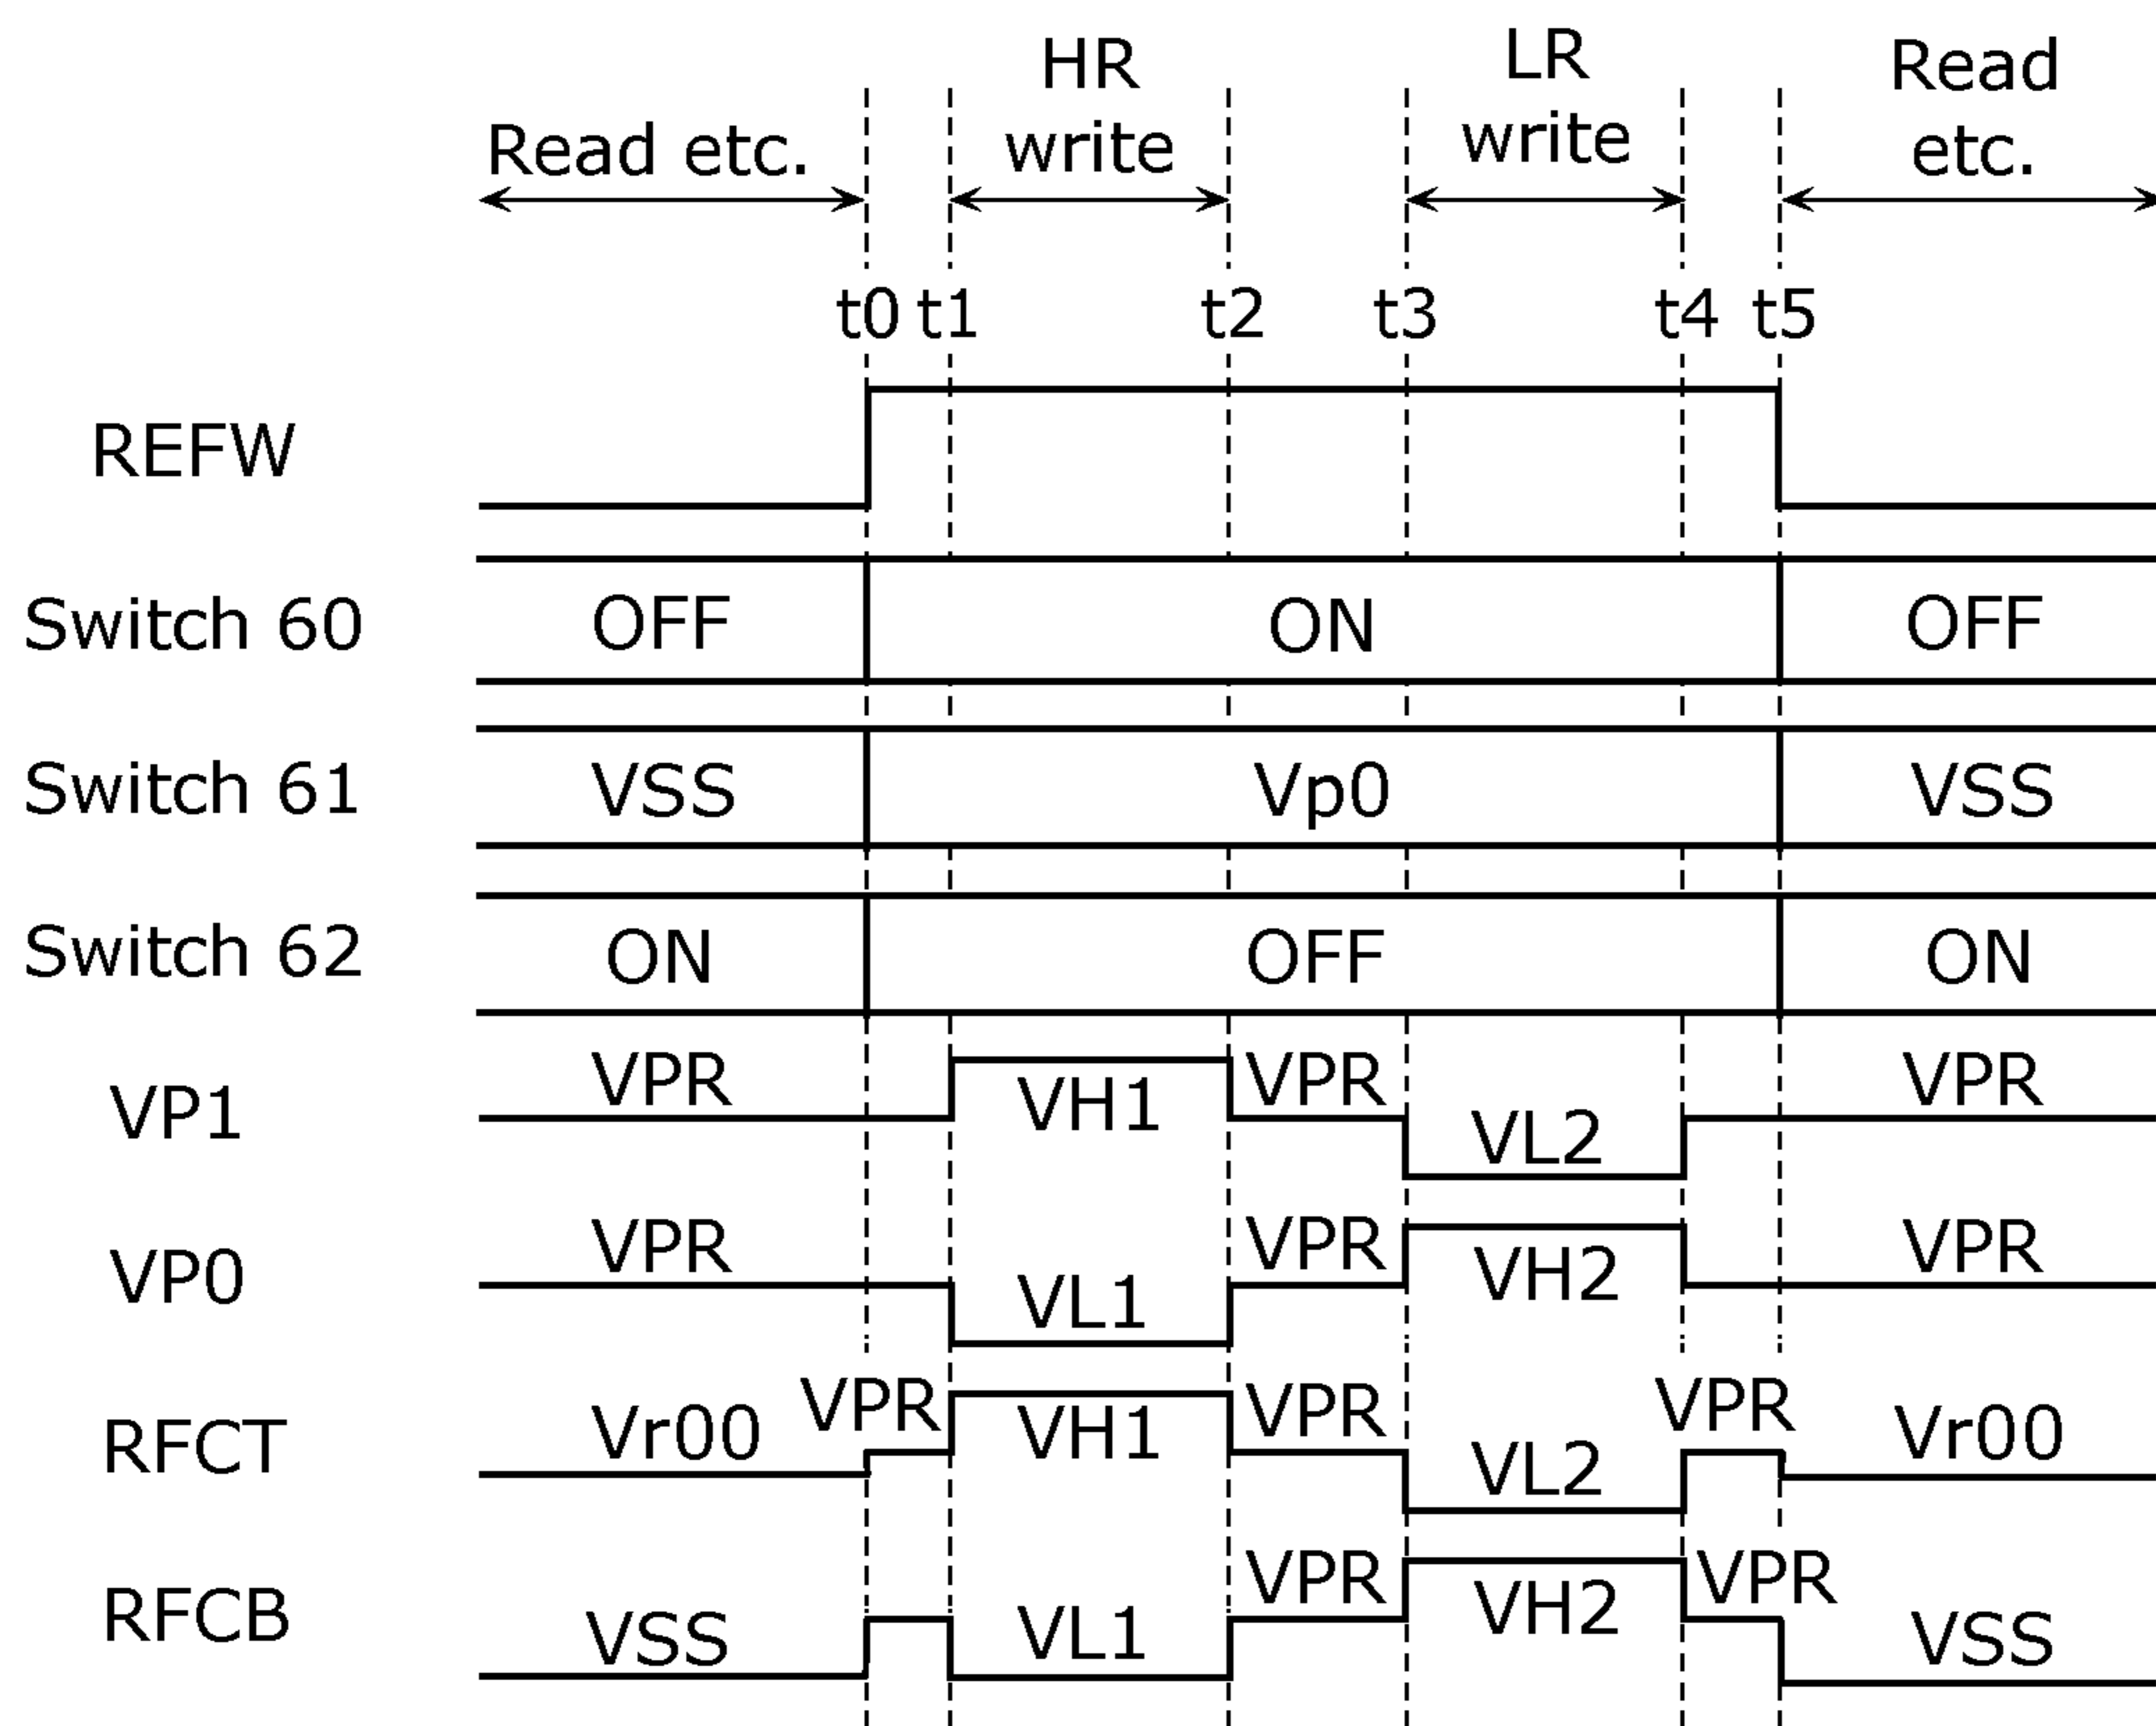 HR
write
LR
write
Read
etc.
Read etc.
t0 t1 t2 t3 t4 t5
REFW
Switch 60 OFF ON OFF
Switch 61 VSS Vp0 VSS
Switch 62 ON OFF ON
VP1 VPR VH1 VPR VL2 VPR
VP0 VPR VL1 VPR VH2 VPR
RFCT Vr00 VPR VH1 VPR VL2 VPR Vr00
RFCB VSS VL1 VPR VH2 VPR VSS